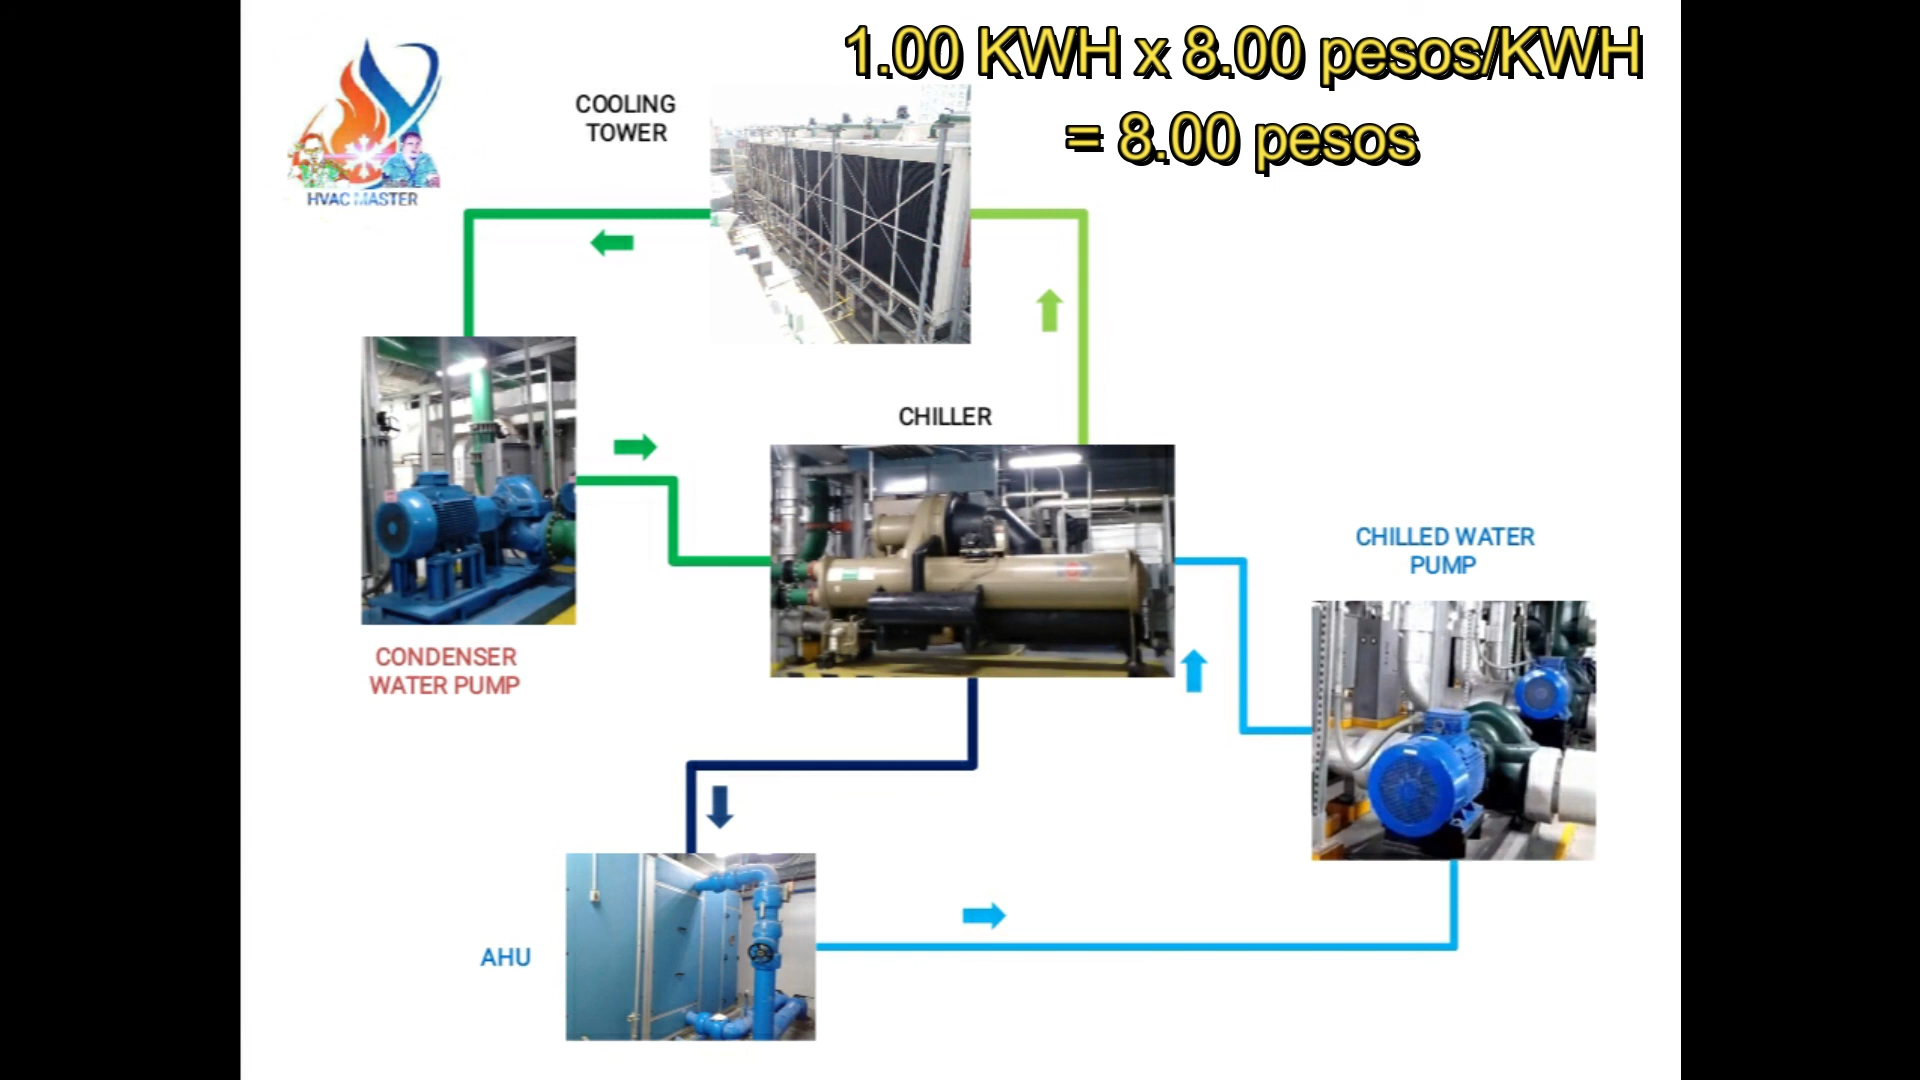 1.00 KWH x 8.00 pesos/KWH
= 8.00 pesos
HVAC MASTER
COOLING
TOWER
CHILLER
CHILLED WATER
PUMP
CONDENSER
WATER PUMP
AHU